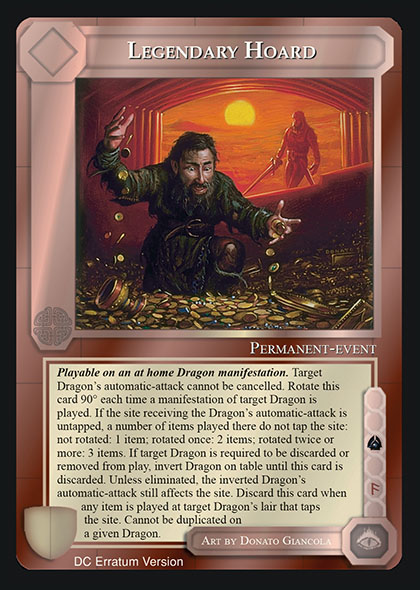 LEGENDARY HOARD
PERMANENT-EVENT
Playable on an at home Dragon manifestation. Target
Dragon's automatic-attack cannot be cancelled. Rotate this
card 90° each time a manifestation of target Dragon is
played. If the site receiving the Dragon's automatic-attack is
untapped, a number of items played there do not tap the site:
not rotated: 1 item; rotated once: 2 items; rotated twice or
more: 3 items. If target Dragon is required to be discarded or
removed from play, invert Dragon on table until this card is
discarded. Unless eliminated, the inverted Dragon's
automatic-attack still affects the site. Discard this card when
any item is played at target Dragon's lair that taps
the site. Cannot be duplicated on
a given Dragon.
ART BY DONATO GIANCOLA
DC Erratum Version